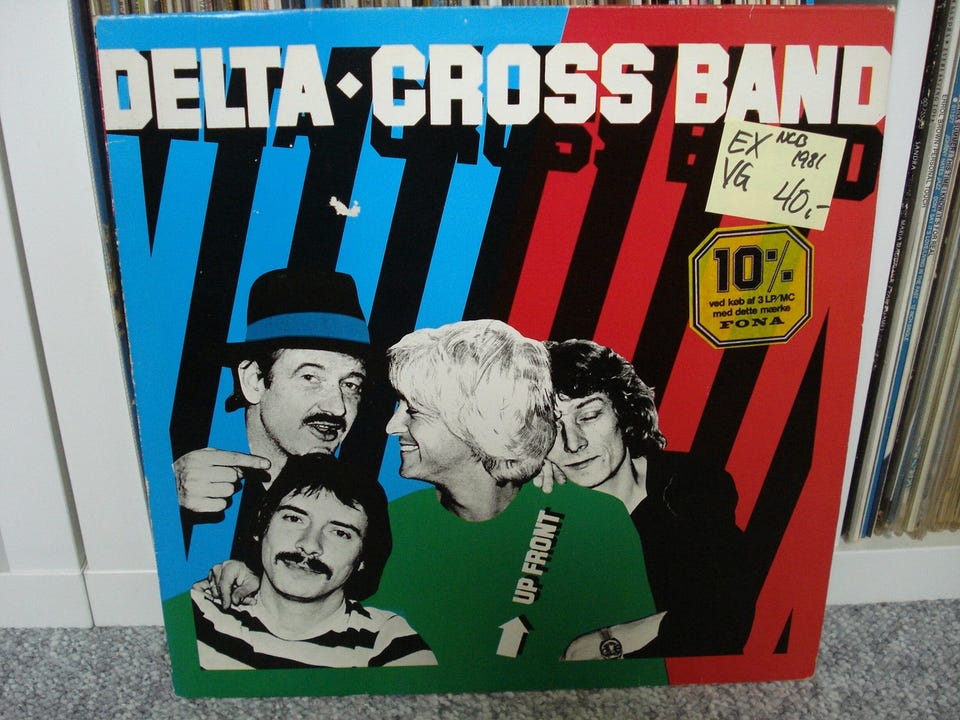 DELTA CROSS BAND
EX
VG
NCB
1981
40,-
10%
ved køb af 3 LP/MC
med dette mærke
FONA
UP FRONT